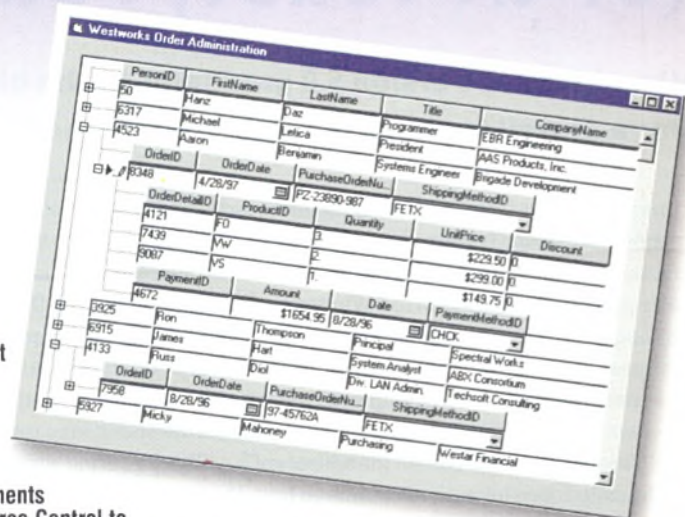 Westworks Order Administration
PersonID FirstName LastName Title CompanyName
50 Hanz Daz Programmer EBR Engineering
6317 Michael Letica President AAS Products, Inc.
4523 Aaron Benjamin Systems Engineer Brigade Development
OrderID OrderDate PurchaseOrderNu... ShippingMethodID
8348 4/28/97 PZ-23890-987 FETX
OrderDetailID ProductID Quantity UnitPrice Discount
4121 FO 3. $229.50 0.
7439 VW 2. $299.00 0.
9087 VS 1. $149.75 0.
PaymentID Amount Date PaymentMethodID
4672 $1654.95 8/28/96 CHCK
3925 Ron Thompson Principal Spectral Works
6915 James Hart System Analyst ABX Consortium
4133 Russ Diol Div. LAN Admin. Techsoft Consulting
OrderID OrderDate PurchaseOrderNu... ShippingMethodID
7958 8/28/96 97-45762A FETX
5927 Micky Mahoney Purchasing Westar Financial
t
nents
Control to